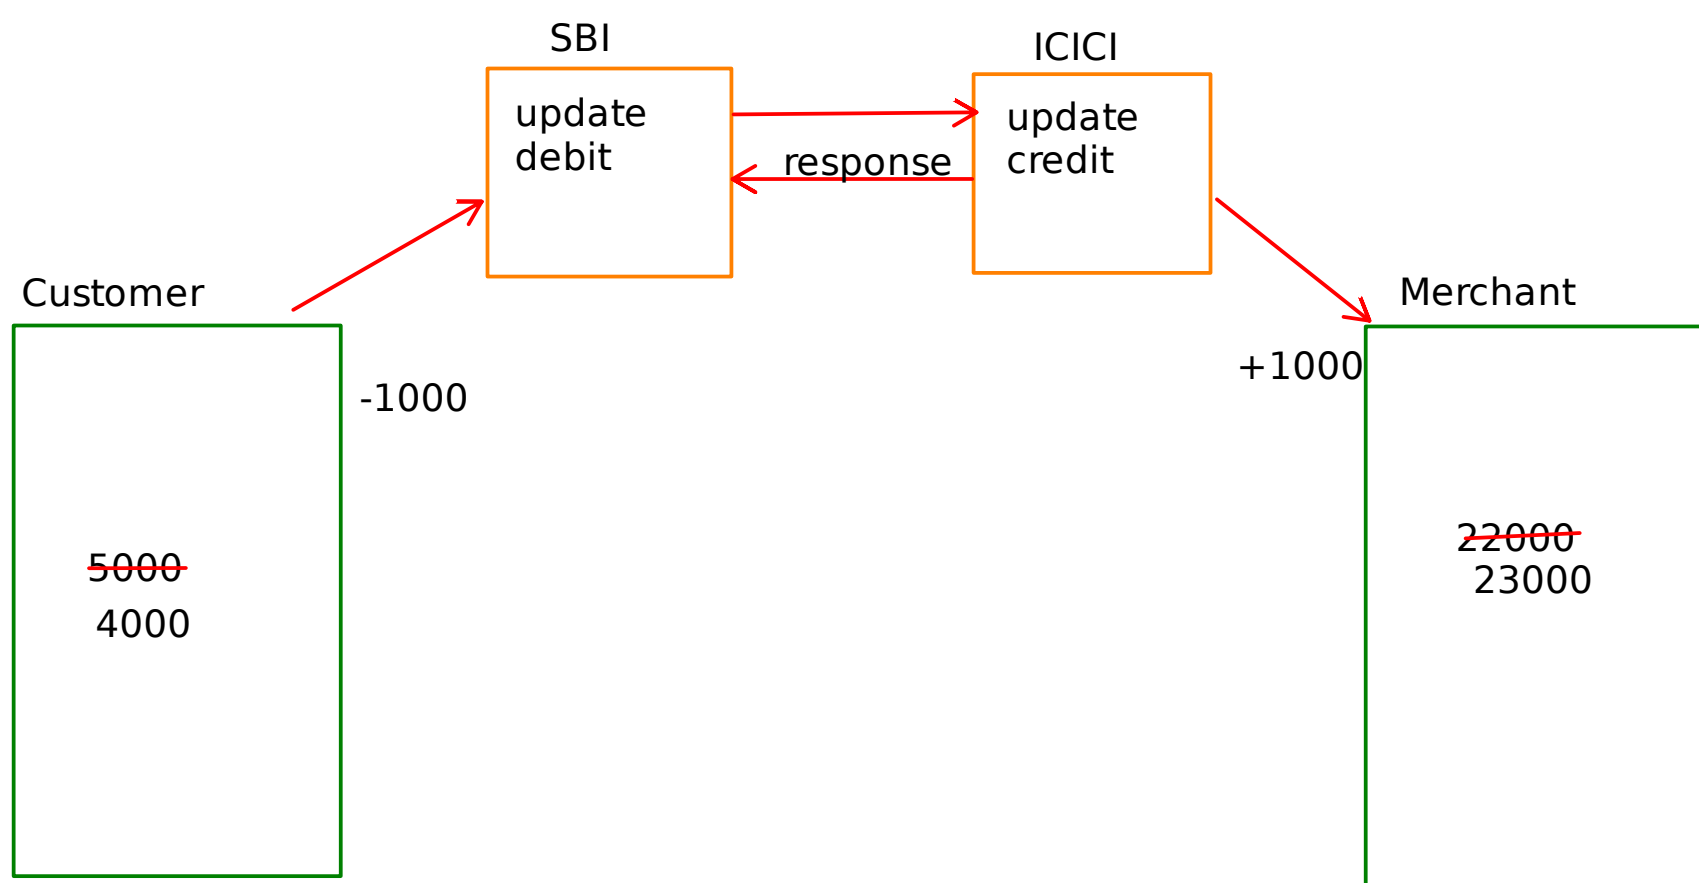 SBI
ICICI
update
debit
response
update
credit
Customer
Merchant
-1000
+1000
5000
4000
22000
23000